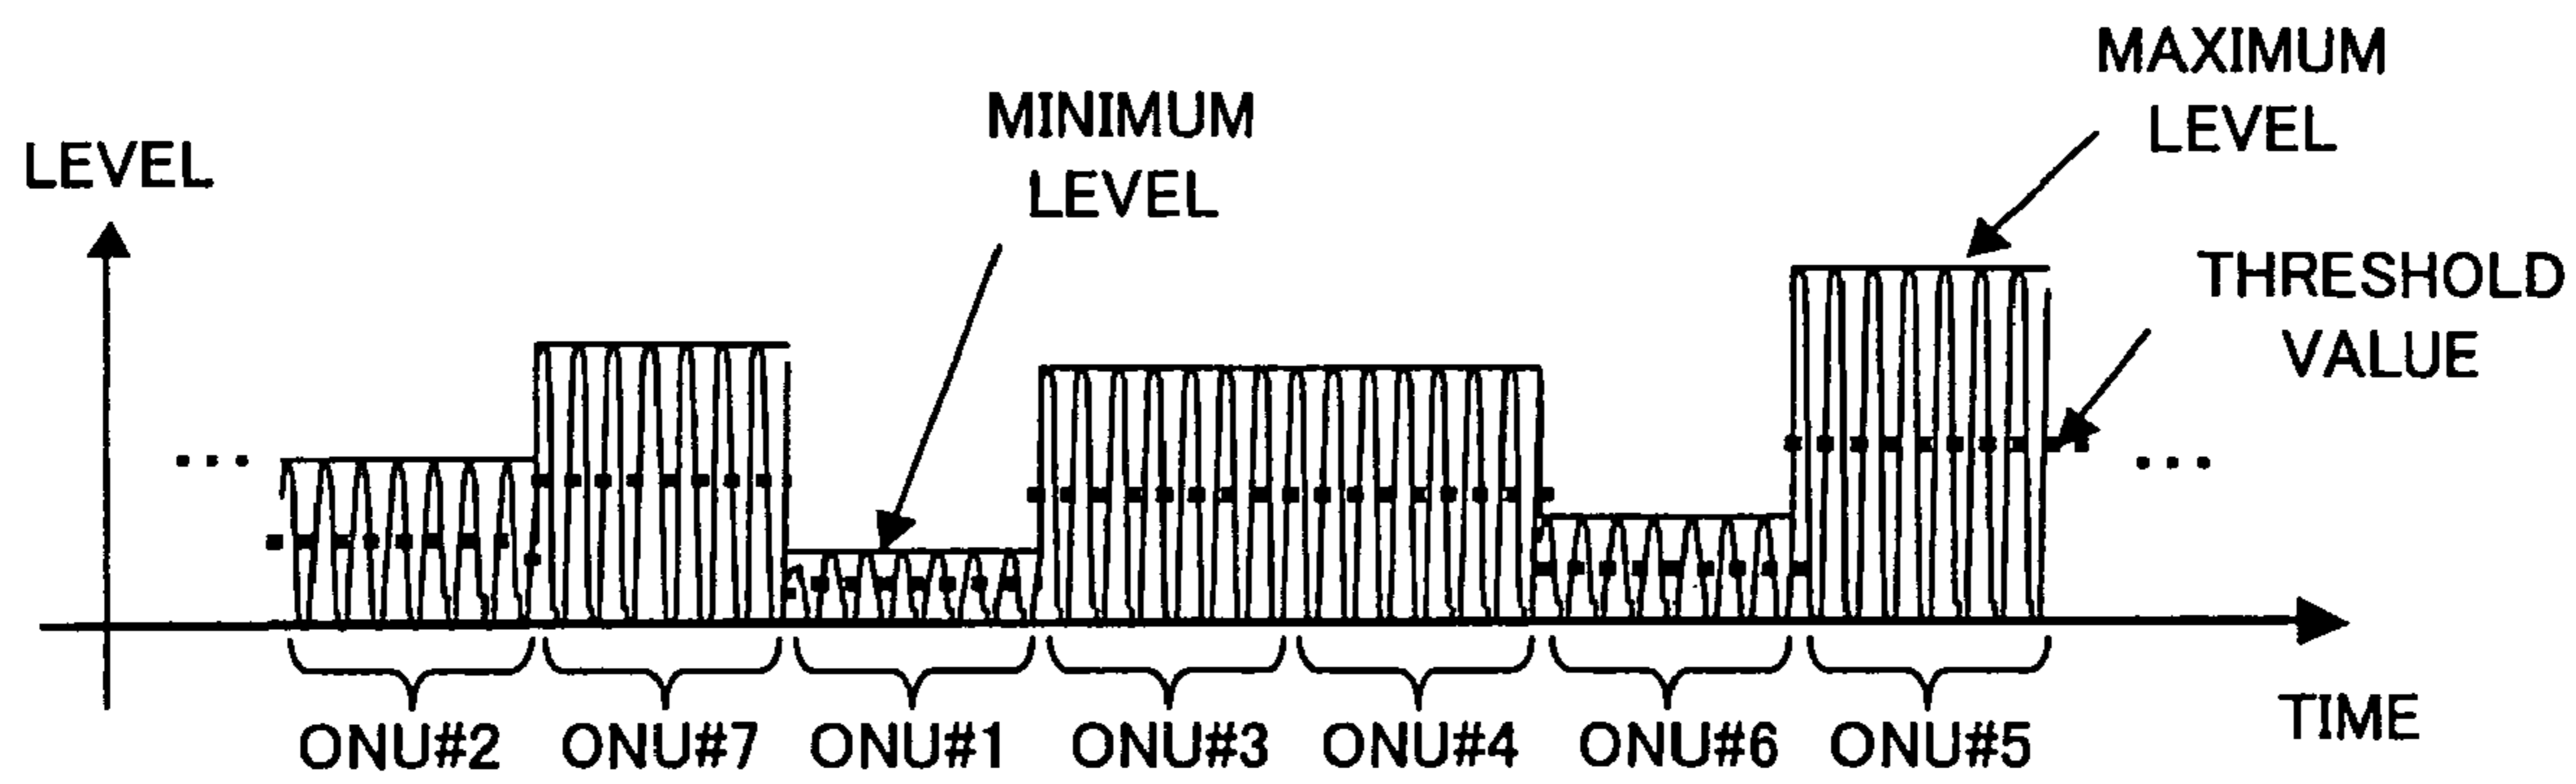 MAXIMUM
LEVEL
MINIMUM
LEVEL
LEVEL
THRESHOLD
VALUE
... ...
ONU#2 ONU#7 ONU#1 ONU#3 ONU#4 ONU#6 ONU#5
TIME